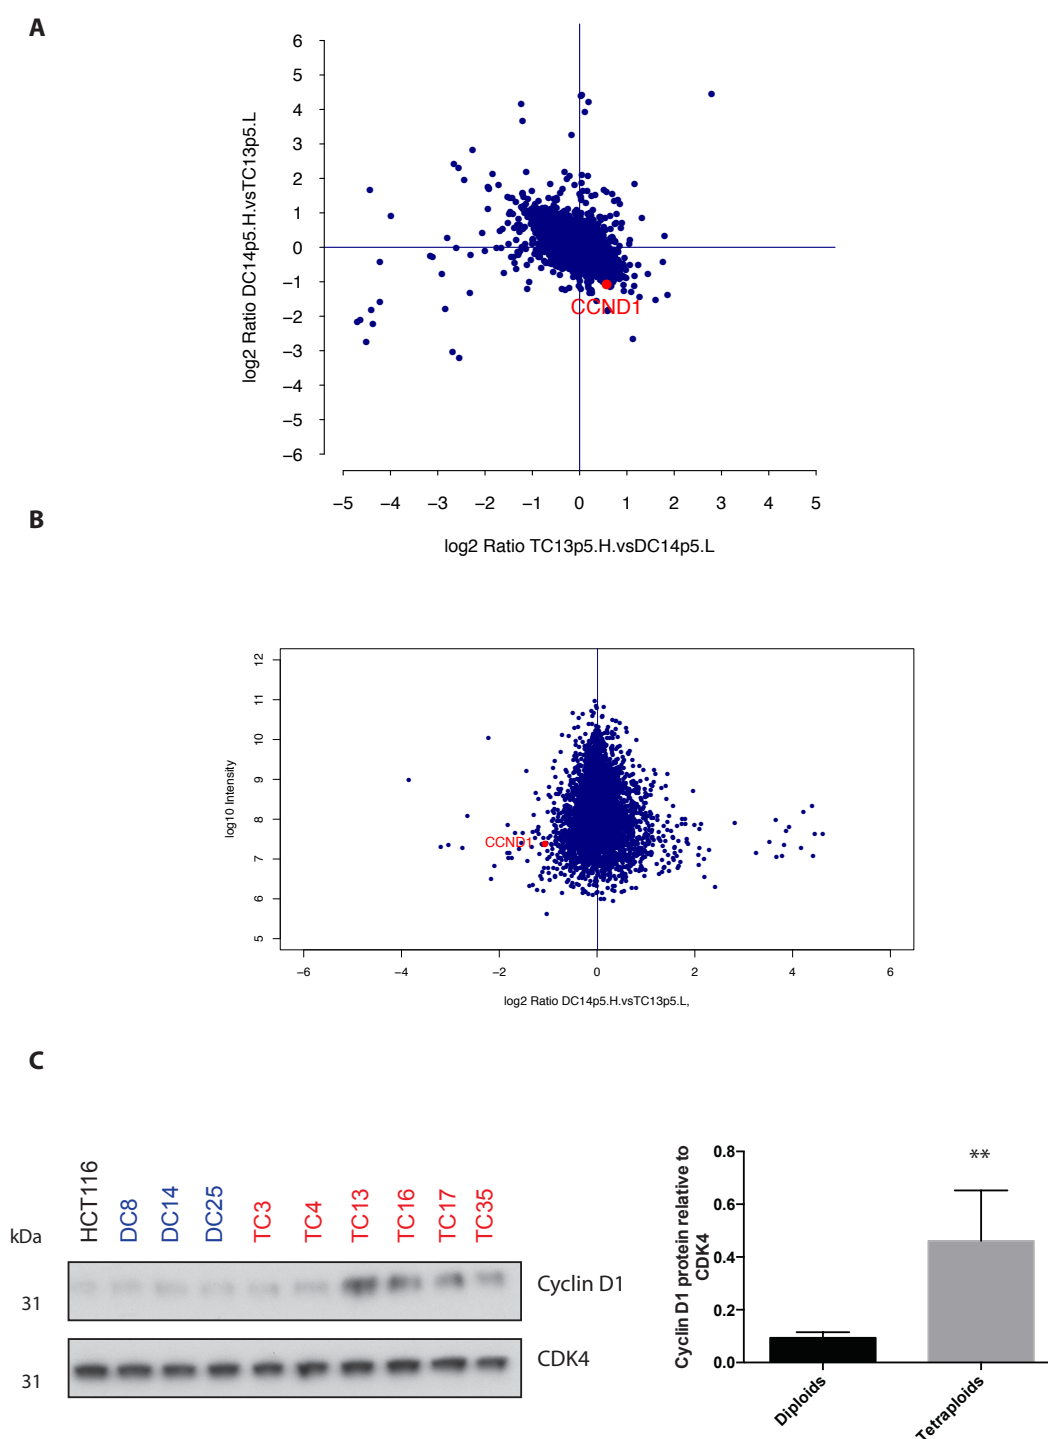 A
6
5
4
3
2
1
0
−1
−2
−3
−4
−5
−6
log2 Ratio DC14p5.H.vsTC13p5.L
CCND1
−5 −4 −3 −2 −1 0 1 2 3 4 5
log2 Ratio TC13p5.H.vsDC14p5.L
B
12
11
10
9
8
7
6
5
log10 Intensity
CCND1
−6 −4 −2 0 2 4 6
log2 Ratio DC14p5.H.vsTC13p5.L,
C
kDa
HCT116
DC8
DC14
DC25
TC3
TC4
TC13
TC16
TC17
TC35
31
Cyclin D1
31
CDK4
Cyclin D1 protein relative to
CDK4
0.8
0.6
0.4
0.2
0.0
**
Diploids
Tetraploids